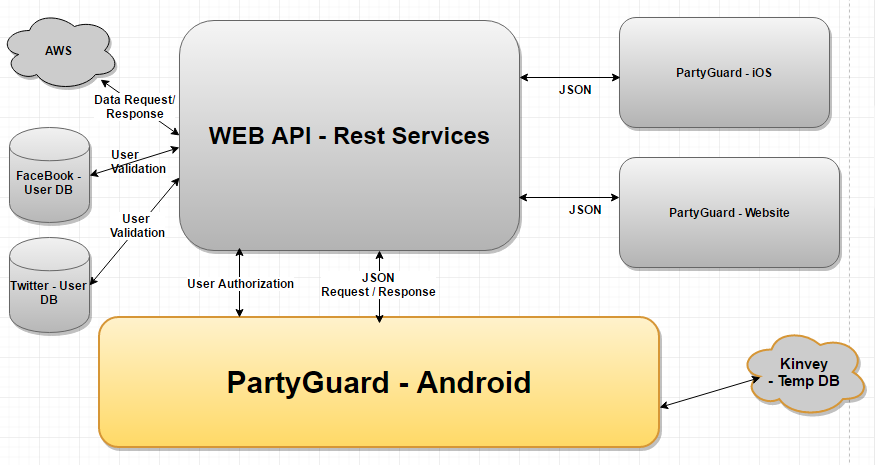 AWS
Data Request/
Response
FaceBook -
User DB
User
Validation
Twitter - User
DB
User
Validation
WEB API - Rest Services
JSON
PartyGuard - iOS
JSON
PartyGuard - Website
User Authorization
JSON
Request / Response
PartyGuard - Android
Kinvey
- Temp DB